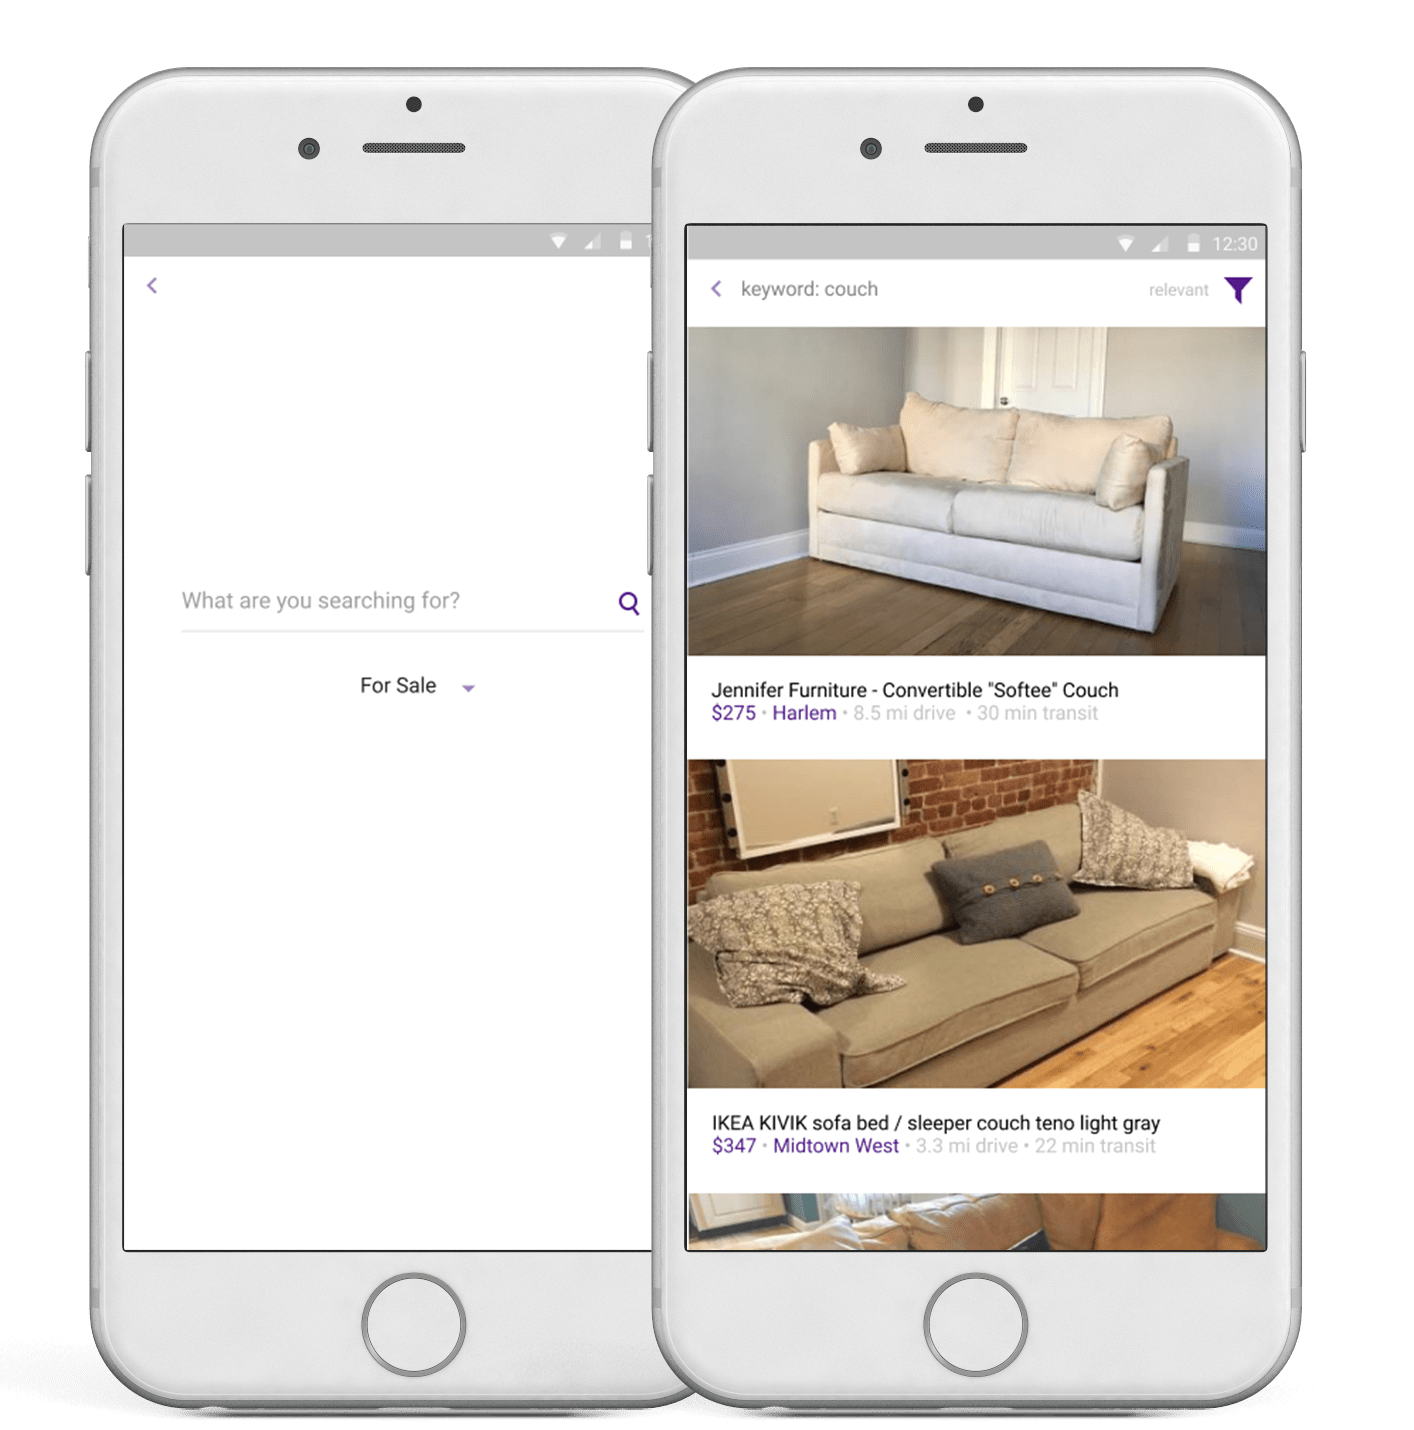 What are you searching for?
For Sale
12:30
keyword: couch
relevant
Jennifer Furniture - Convertible "Softee" Couch
$275 • Harlem • 8.5 mi drive • 30 min transit
IKEA KIVIK sofa bed / sleeper couch teno light gray
$347 • Midtown West • 3.3 mi drive • 22 min transit